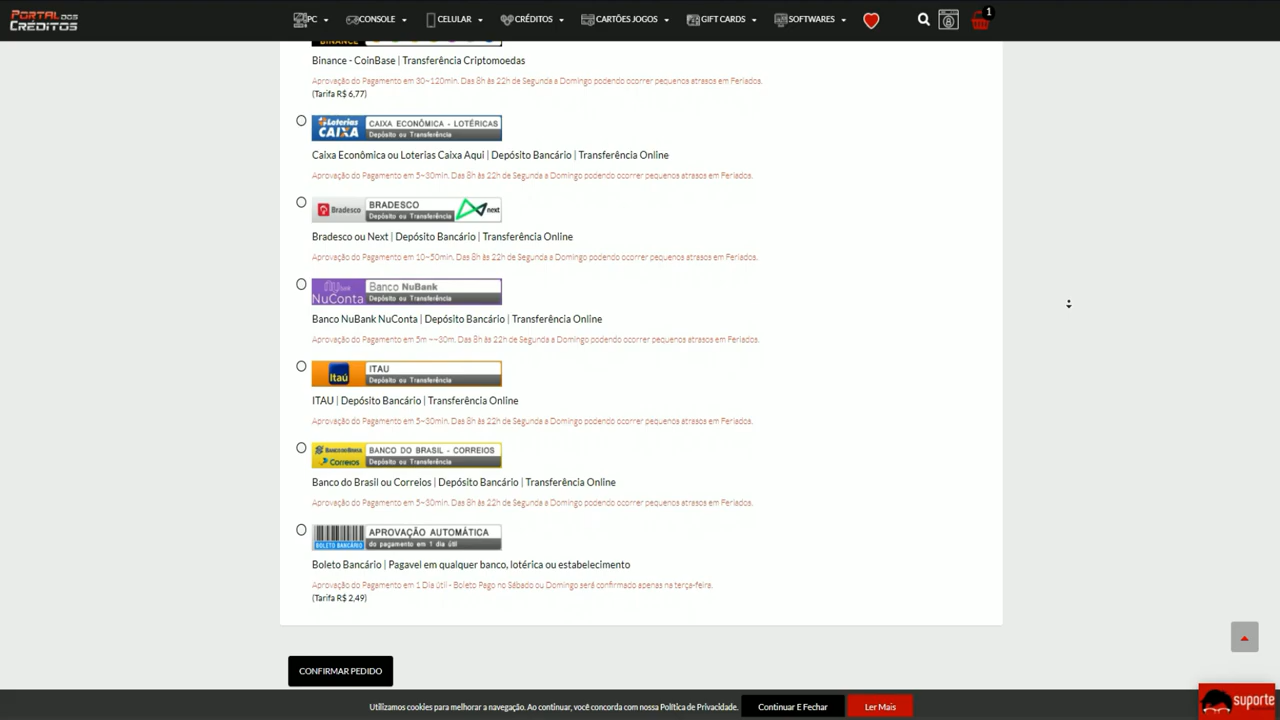 PORTAL DOS
CRÉDITOS
PC
CONSOLE
CELULAR
CRÉDITOS
CARTÕES JOGOS
GIFT CARDS
SOFTWARES
1
BINANCE
Binance - CoinBase | Transferência Criptomoedas
Aprovação do Pagamento em 30~120min. Das 8h às 22h de Segunda a Domingo podendo ocorrer pequenos atrasos em Feriados.
(Tarifa R$ 6,77)
Loterias
CAIXA
CAIXA ECONÔMICA - LOTÉRICAS
Depósito ou Transferência
Caixa Econômica ou Loterias Caixa Aqui | Depósito Bancário | Transferência Online
Aprovação do Pagamento em 5~30min. Das 8h às 22h de Segunda a Domingo podendo ocorrer pequenos atrasos em Feriados.
Bradesco
BRADESCO
Depósito ou Transferência
next
Bradesco ou Next | Depósito Bancário | Transferência Online
Aprovação do Pagamento em 10~50min. Das 8h às 22h de Segunda a Domingo podendo ocorrer pequenos atrasos em Feriados.
NuConta
Banco NuBank
Depósito ou Transferência
Banco NuBank NuConta | Depósito Bancário | Transferência Online
Aprovação do Pagamento em 5m ~~30m. Das 8h às 22h de Segunda a Domingo podendo ocorrer pequenos atrasos em Feriados.
Itaú
ITAU
Depósito ou Transferência
ITAU | Depósito Bancário | Transferência Online
Aprovação do Pagamento em 5~30min. Das 8h às 22h de Segunda a Domingo podendo ocorrer pequenos atrasos em Feriados.
Correios
BANCO DO BRASIL - CORREIOS
Depósito ou Transferência
Banco do Brasil ou Correios | Depósito Bancário | Transferência Online
Aprovação do Pagamento em 5~30min. Das 8h às 22h de Segunda a Domingo podendo ocorrer pequenos atrasos em Feriados.
BOLETO BANCÁRIO
APROVAÇÃO AUTOMÁTICA
do pagamento em 1 dia útil
Boleto Bancário | Pagavel em qualquer banco, lotérica ou estabelecimento
Aprovação do Pagamento em 1 Dia Útil - Boleto Pago no Sábado ou Domingo será confirmado apenas na terça-feira.
(Tarifa R$ 2,49)
CONFIRMAR PEDIDO
Utilizamos cookies para melhorar a navegação. Ao continuar, você concorda com nossa Política de Privacidade.
Continuar E Fechar
Ler Mais
suporte